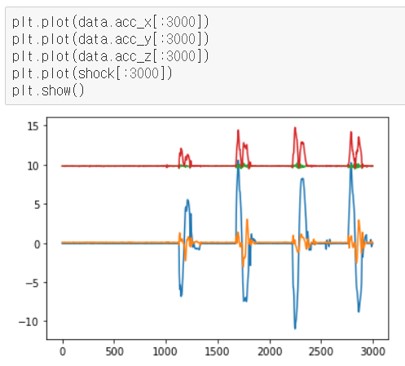 plt.plot(data.acc_x[:3000])
plt.plot(data.acc_y[:3000])
plt.plot(data.acc_z[:3000])
plt.plot(shock[:3000])
plt.show()
15
10
5
0
−5
−10
0 500 1000 1500 2000 2500 3000